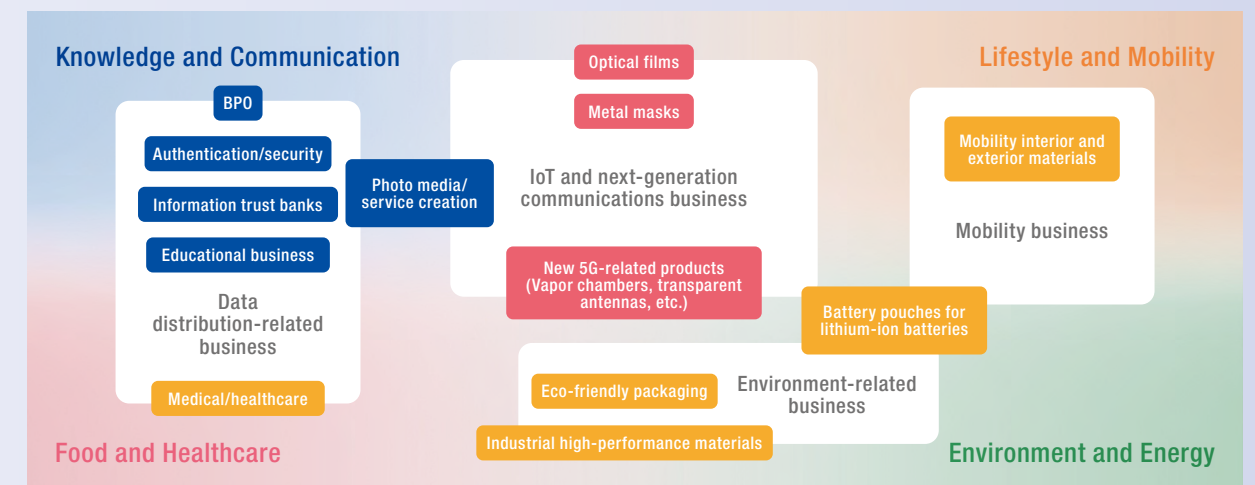 Knowledge and Communication
Lifestyle and Mobility
BPO
Authentication/security
Information trust banks
Educational business
Data
distribution-related
business
Medical/healthcare
Photo media/
service creation
Optical films
Metal masks
IoT and next-generation
communications business
New 5G-related products
(Vapor chambers, transparent
antennas, etc.)
Mobility interior and
exterior materials
Mobility business
Battery pouches for
lithium-ion batteries
Eco-friendly packaging
Environment-related
business
Industrial high-performance materials
Food and Healthcare
Environment and Energy